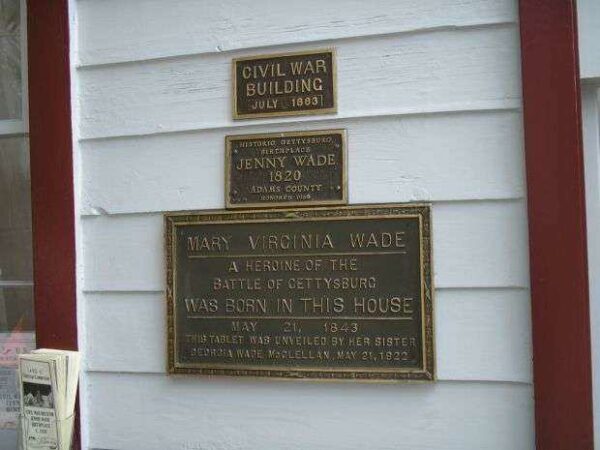 CIVIL WAR
BUILDING
JULY 1863
HISTORIC GETTYSBURG
BIRTHPLACE
JENNY WADE
1820
ADAMS COUNTY
MARY VIRGINIA WADE
A HEROINE OF THE
BATTLE OF GETTYSBURG
WAS BORN IN THIS HOUSE
MAY 21, 1843
THIS TABLET WAS UNVEILED BY HER SISTER
GEORGIA WADE McCLELLAN, MAY 21, 1922